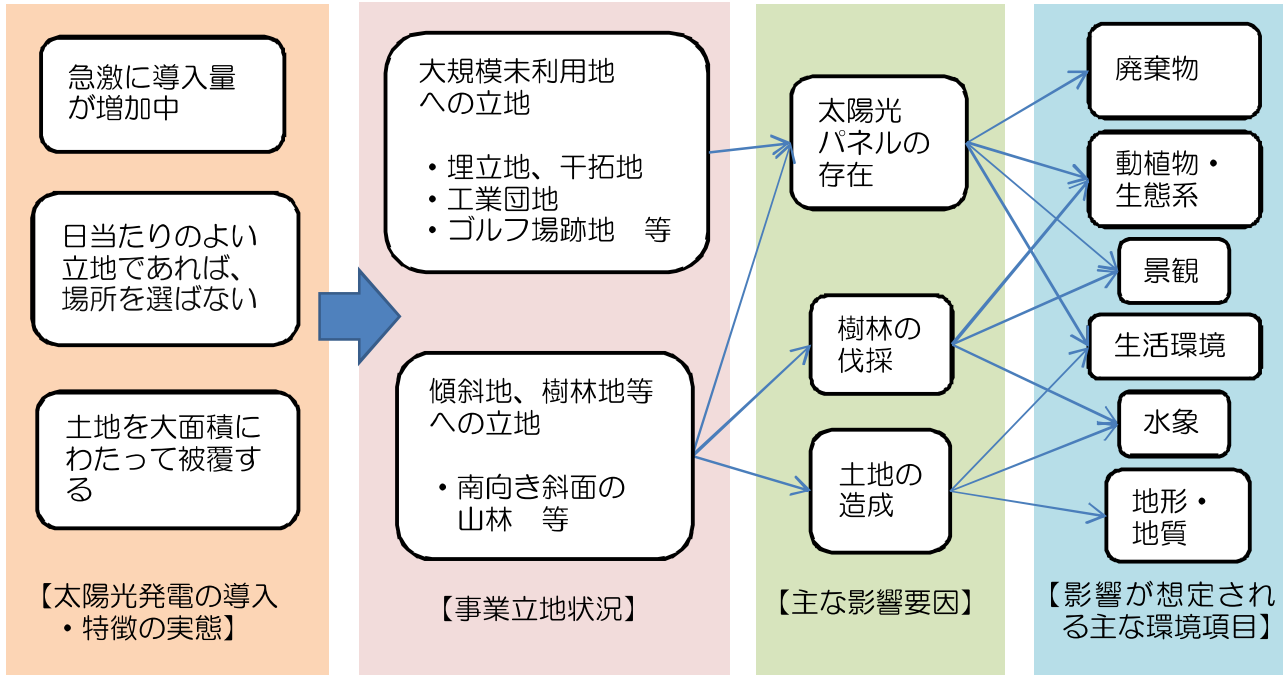 急激に導入量
が増加中
日当たりのよい
立地であれば、
場所を選ばない
土地を大面積に
わたって被覆す
る
【太陽光発電の導入
・特徴の実態】
大規模未利用地
への立地
・埋立地、干拓地
・工業団地
・ゴルフ場跡地　等
傾斜地、樹林地等
への立地
・南向き斜面の
山林　等
【事業立地状況】
太陽光
パネルの
存在
樹林の
伐採
土地の
造成
【主な影響要因】
廃棄物
動植物・
生態系
景観
生活環境
水象
地形・
地質
【影響が想定され
る主な環境項目】